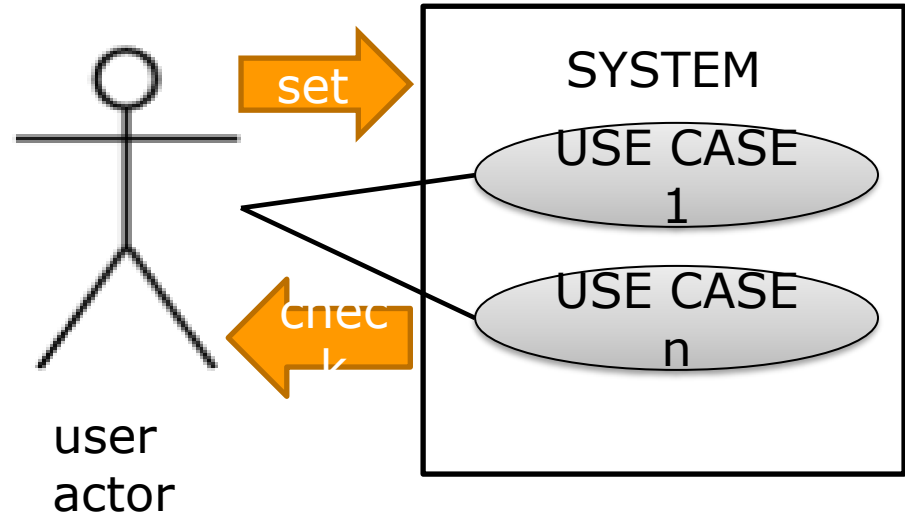 set
SYSTEM
USE CASE
1
USE CASE
n
chec
k
user
actor